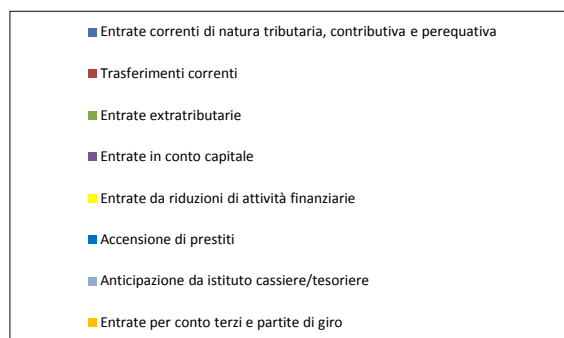 Entrate correnti di natura tributaria, contributiva e perequativa
Trasferimenti correnti
Entrate extratributarie
Entrate in conto capitale
Entrate da riduzioni di attività finanziarie
Accensione di prestiti
Anticipazione da istituto cassiere/tesoriere
Entrate per conto terzi e partite di giro